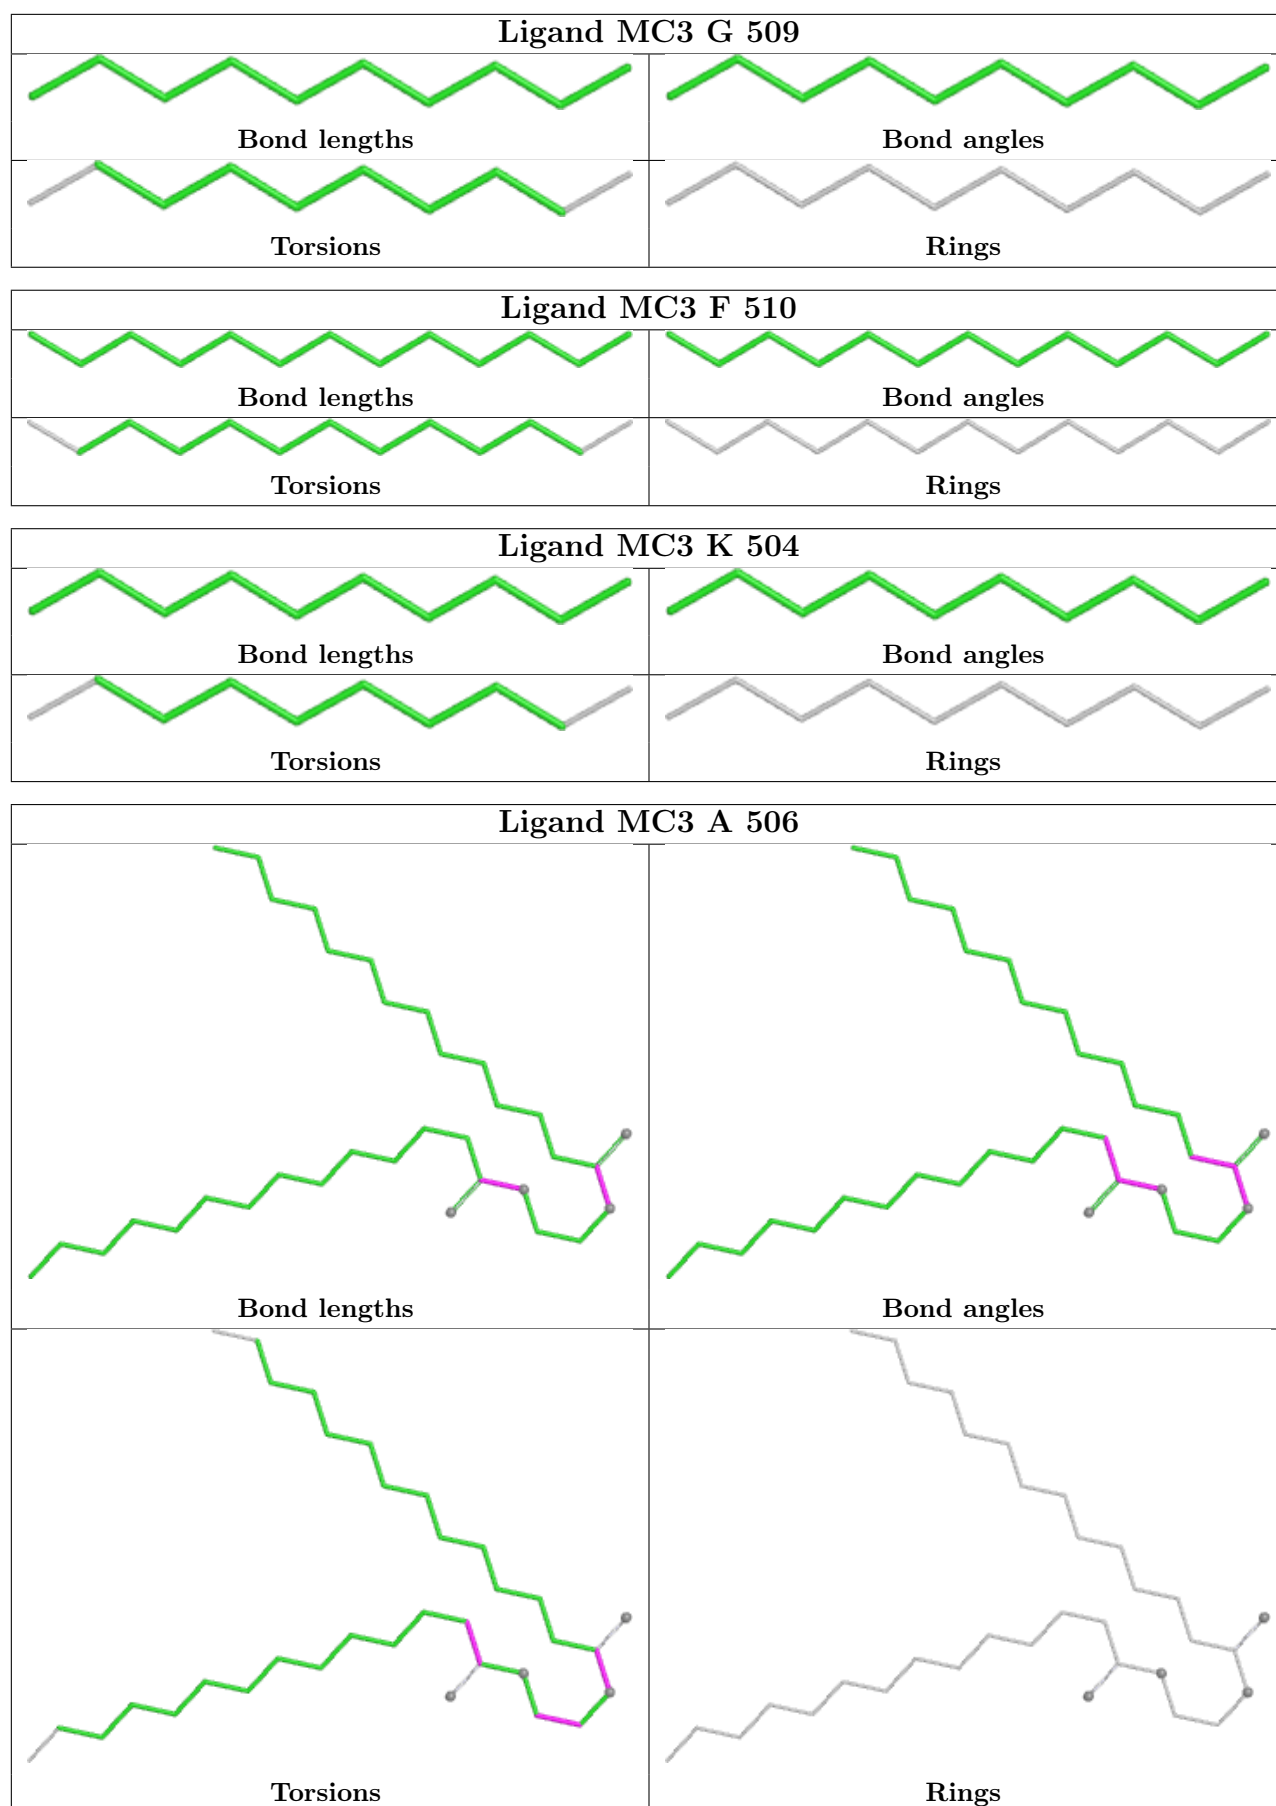 Ligand MC3 G 509
Bond lengths
Bond angles
Torsions
Rings
Ligand MC3 F 510
Bond lengths
Bond angles
Torsions
Rings
Ligand MC3 K 504
Bond lengths
Bond angles
Torsions
Rings
Ligand MC3 A 506
Bond lengths
Bond angles
Torsions
Rings